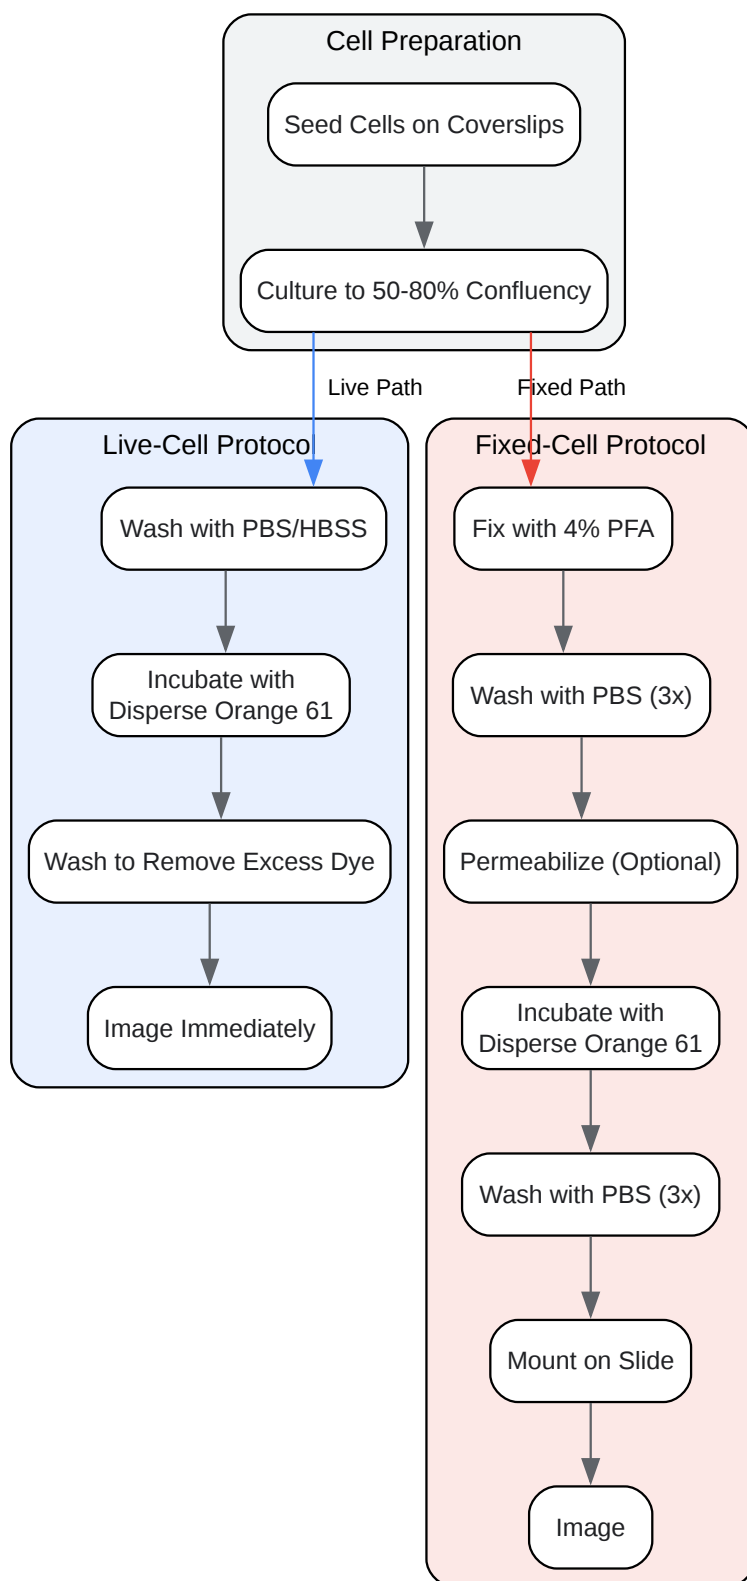 Cell Preparation
Seed Cells on Coverslips
Culture to 50-80% Confluency
Live Path
Fixed Path
Live-Cell Protocol
Wash with PBS/HBSS
Incubate with
Disperse Orange 61
Wash to Remove Excess Dye
Image Immediately
Fixed-Cell Protocol
Fix with 4% PFA
Wash with PBS (3x)
Permeabilize (Optional)
Incubate with
Disperse Orange 61
Wash with PBS (3x)
Mount on Slide
Image